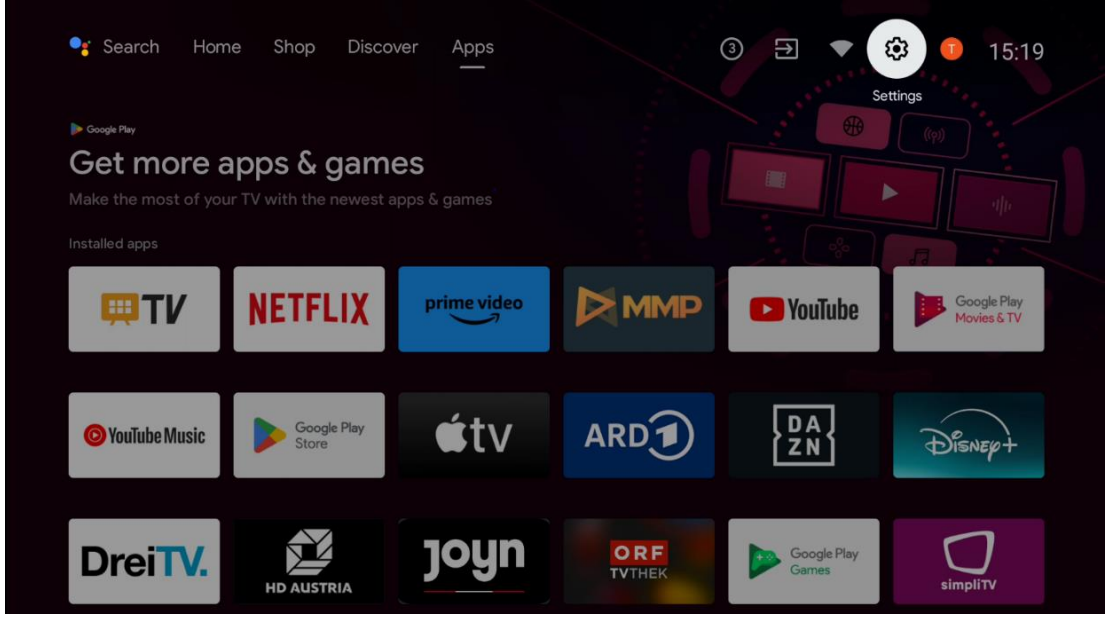 Search Home Shop Discover Apps 3 T 15:19
Settings
Google Play
Get more apps & games
Make the most of your TV with the newest apps & games
Installed apps
TV
NETFLIX
prime video
MMP
YouTube
Google Play
Movies & TV
YouTube Music
Google Play
Store
tv
ARD 1
DA
ZN
Disney+
DreiTV.
HD AUSTRIA
joyn
ORF
TVTHEK
Google Play
Games
simpliTV